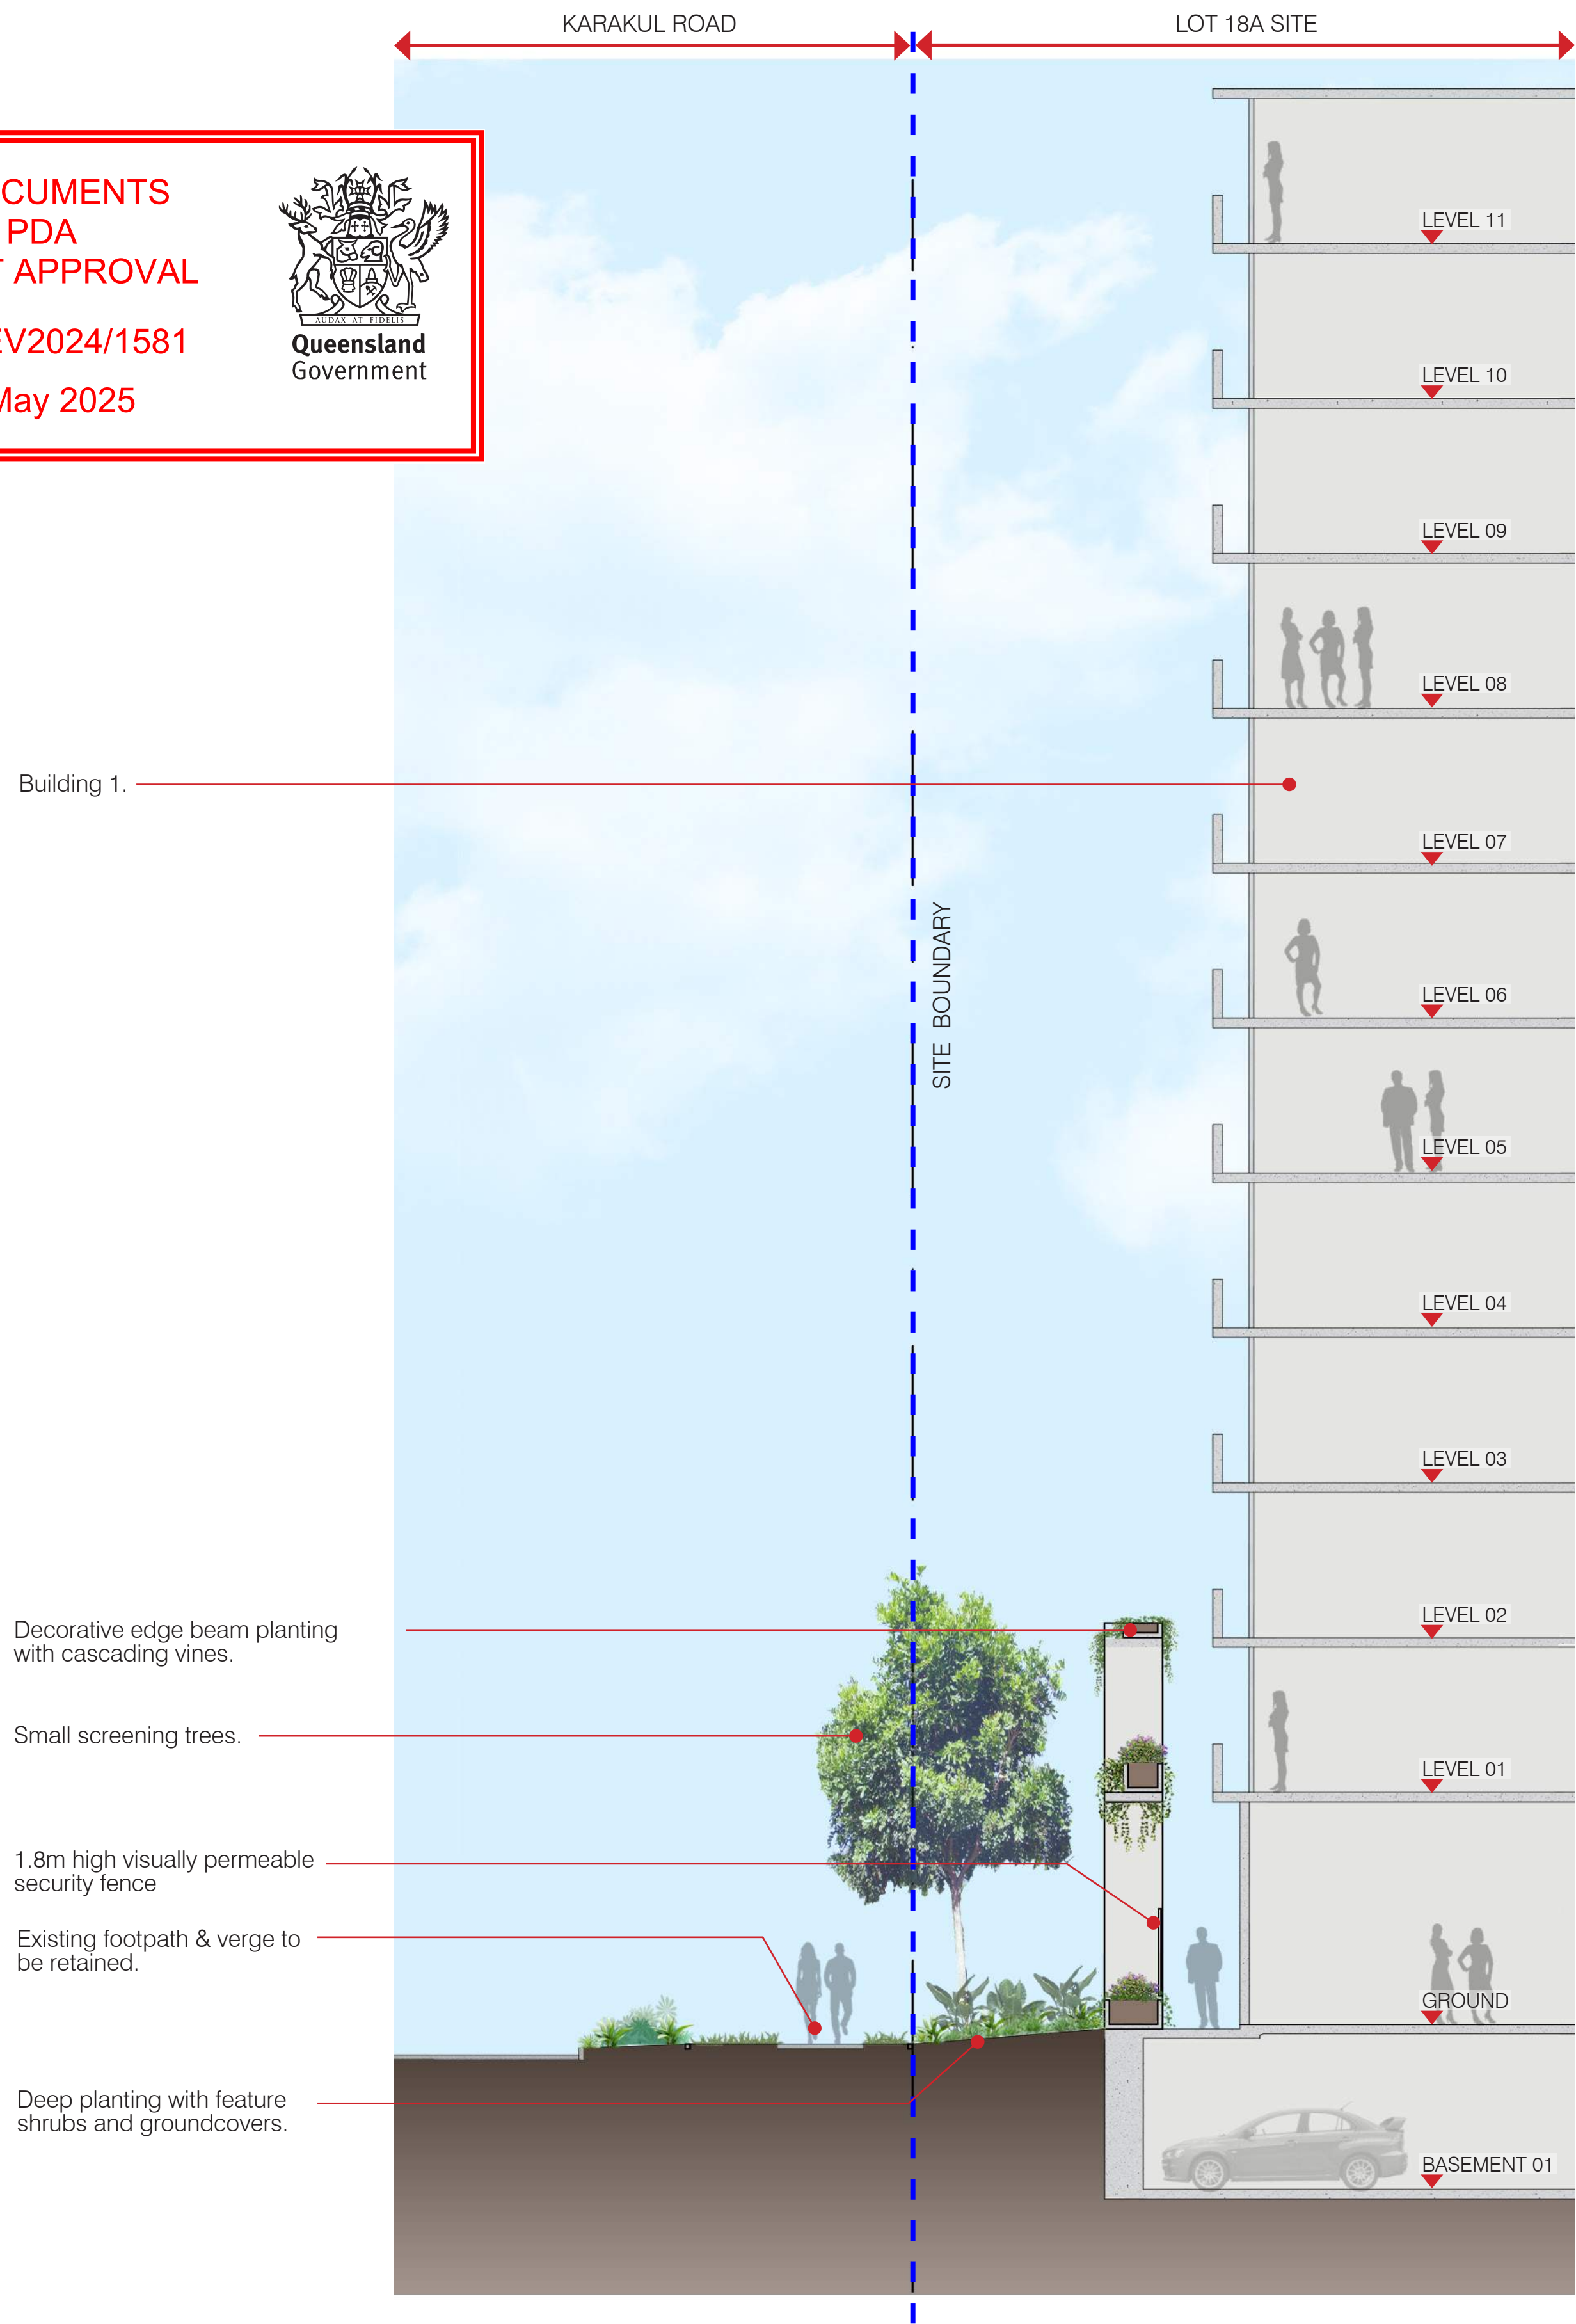 KARAKUL ROAD
LOT 18A SITE
CUMENTS
PDA
APPROVAL
V2024/1581
May 2025
AUDAX AT FIDELIS
Queensland
Government
LEVEL 11
LEVEL 10
LEVEL 09
LEVEL 08
Building 1.
LEVEL 07
SITE BOUNDARY
LEVEL 06
LEVEL 05
LEVEL 04
LEVEL 03
LEVEL 02
Decorative edge beam planting
with cascading vines.
Small screening trees.
LEVEL 01
1.8m high visually permeable
security fence
Existing footpath & verge to
be retained.
GROUND
Deep planting with feature
shrubs and groundcovers.
BASEMENT 01